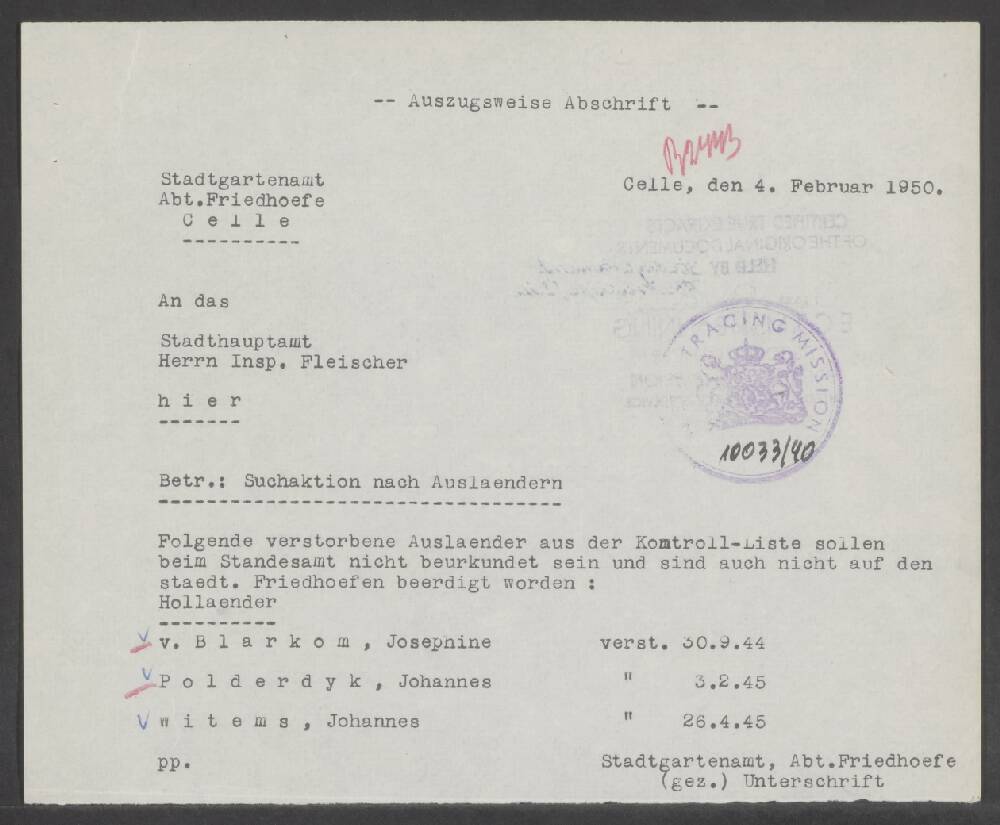 -- Auszugsweise Abschrift --
Stadtgartenamt
Abt.Friedhoefe
C e l l e
-----------
Celle, den 4. Februar 1950.
An das
Stadthauptamt
Herrn Insp. Fleischer
h i e r
-------
TRACING MISSION
10033/40
Betr.: Suchaktion nach Auslaendern
----------------------------------
Folgende verstorbene Auslaender aus der Komtroll-Liste sollen
beim Standesamt nicht beurkundet sein und sind auch nicht auf den
staedt. Friedhoefen beerdigt worden :
Hollaender
----------
v. B l a r k o m , Josephine verst. 30.9.44
P o l d e r d y k , Johannes " 3.2.45
W i t e m s , Johannes " 26.4.45
pp. Stadtgartenamt, Abt.Friedhoefe
(gez.) Unterschrift